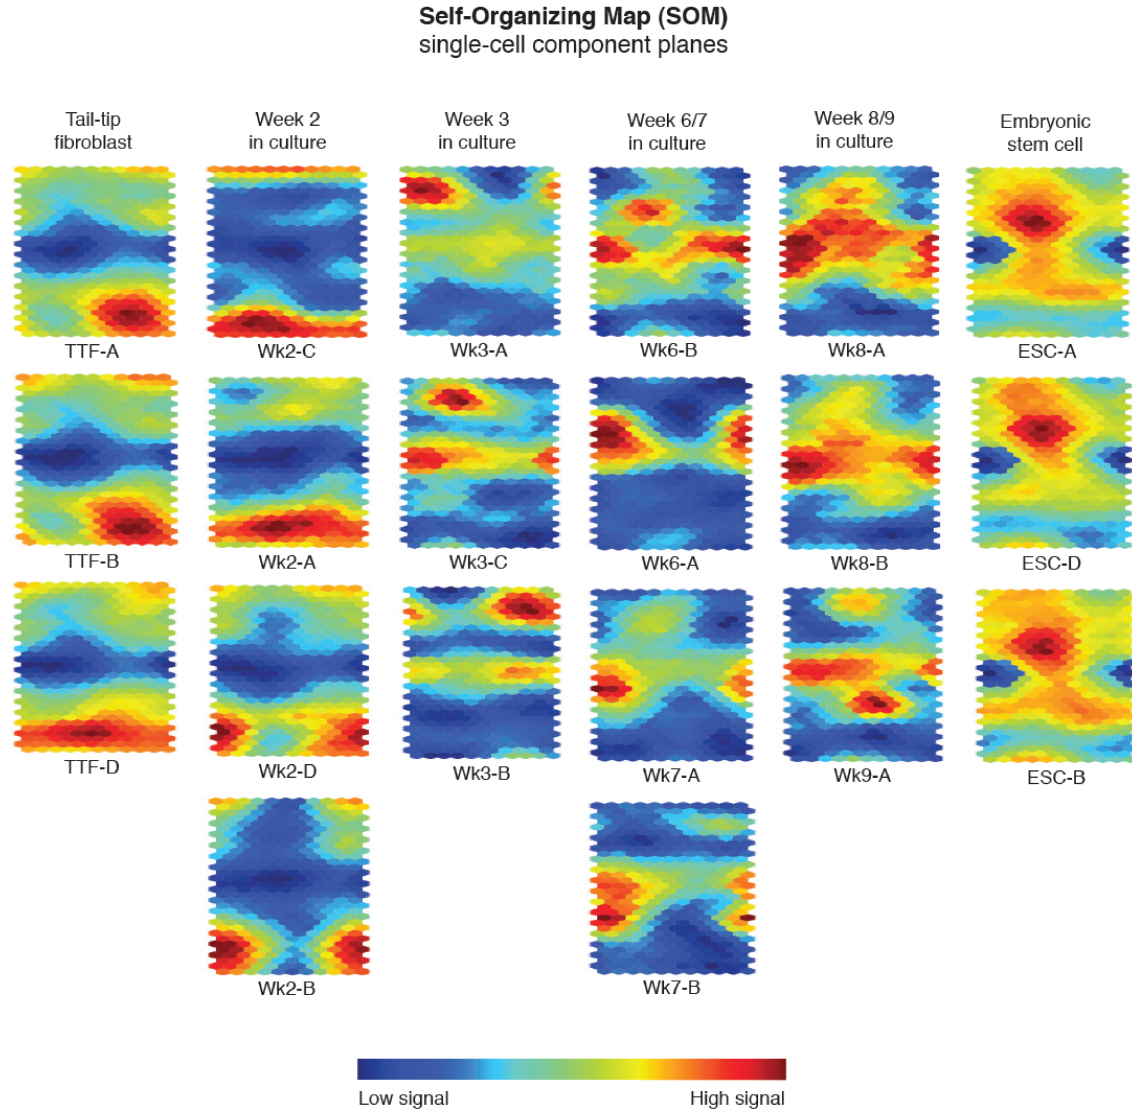 Self-Organizing Map (SOM)
single-cell component planes
Tail-tip
fibroblast
Week 2
in culture
Week 3
in culture
Week 6/7
in culture
Week 8/9
in culture
Embryonic
stem cell
TTF-A
Wk2-C
Wk3-A
Wk6-B
Wk8-A
ESC-A
TTF-B
Wk2-A
Wk3-C
Wk6-A
Wk8-B
ESC-D
TTF-D
Wk2-D
Wk3-B
Wk7-A
Wk9-A
ESC-B
Wk2-B
Wk7-B
Low signal
High signal